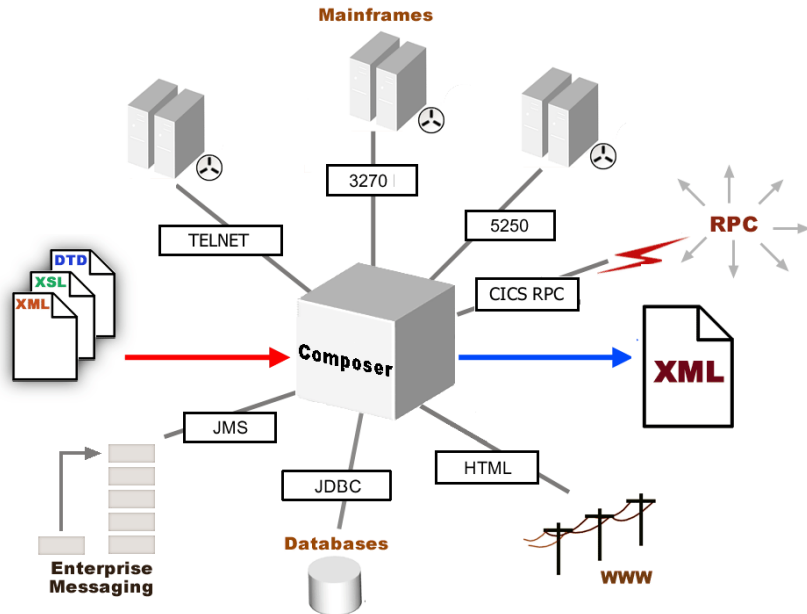 Mainframes
3270
TELNET
5250
RPC
CICS RPC
DTD
XSL
XML
Composer
XML
JMS
HTML
JDBC
Databases
Enterprise
Messaging
WWW